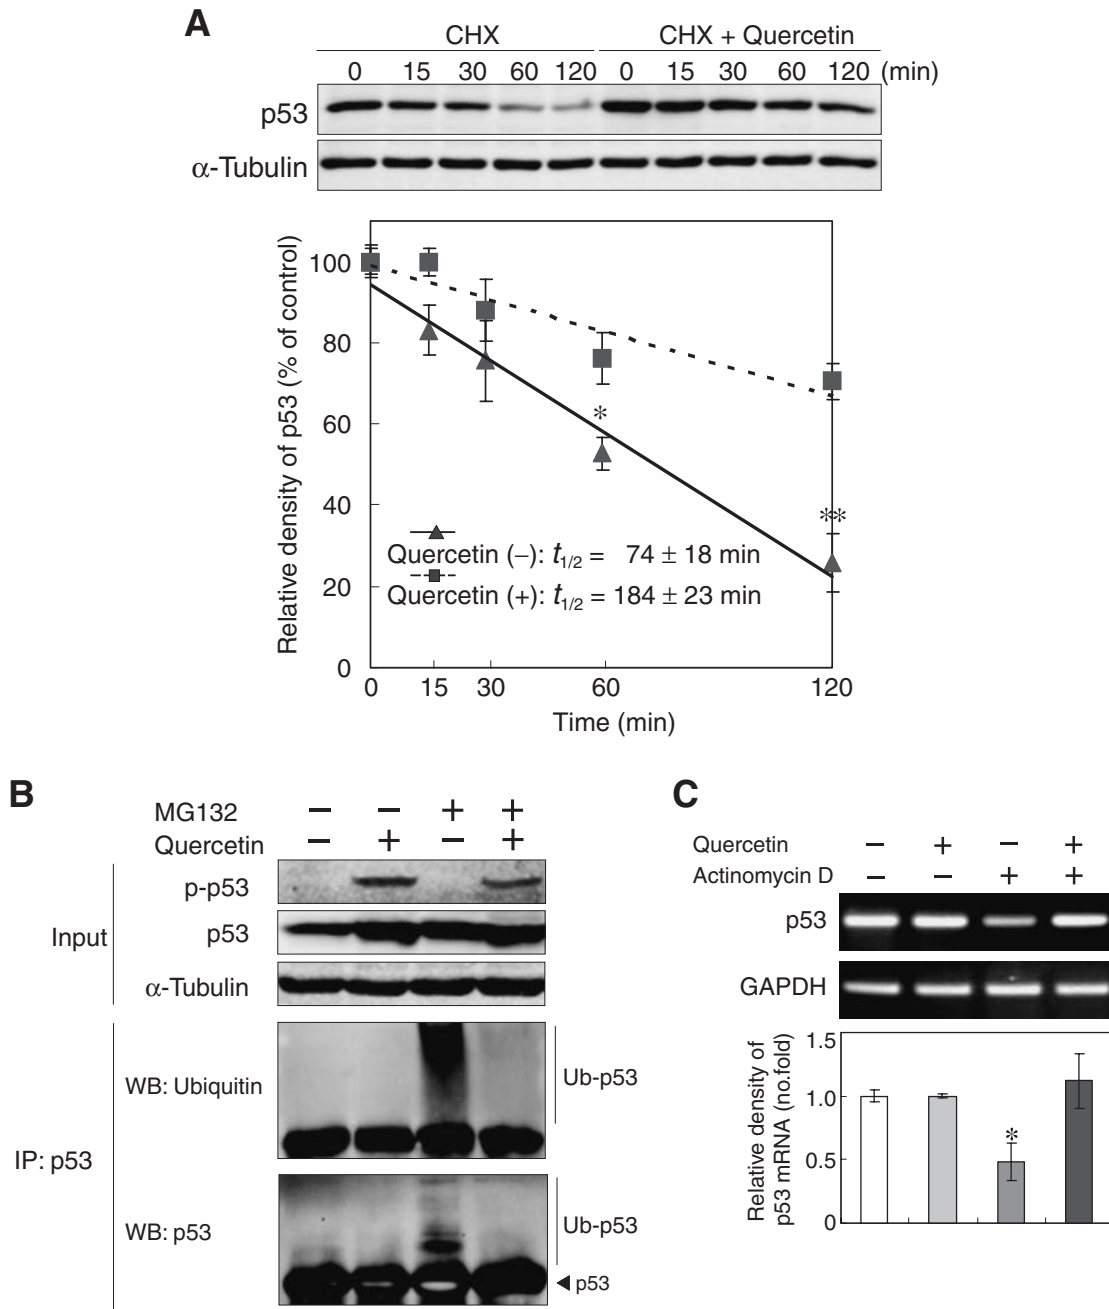 A
CHX CHX + Quercetin
0 15 30 60 120 0 15 30 60 120 (min)
p53
α-Tubulin
Relative density of p53 (% of control)
100
80
60
40
20
0
*
**
Quercetin (–): t1/2 = 74 ± 18 min
Quercetin (+): t1/2 = 184 ± 23 min
0 15 30 60 120
Time (min)
B
MG132 – – + +
Quercetin – + – +
Input
p-p53
p53
α-Tubulin
IP: p53
WB: Ubiquitin
Ub-p53
WB: p53
Ub-p53
◄ p53
C
Quercetin – + – +
Actinomycin D – – + +
p53
GAPDH
Relative density of
p53 mRNA (no.fold)
1.5
1.0
0.5
0
*